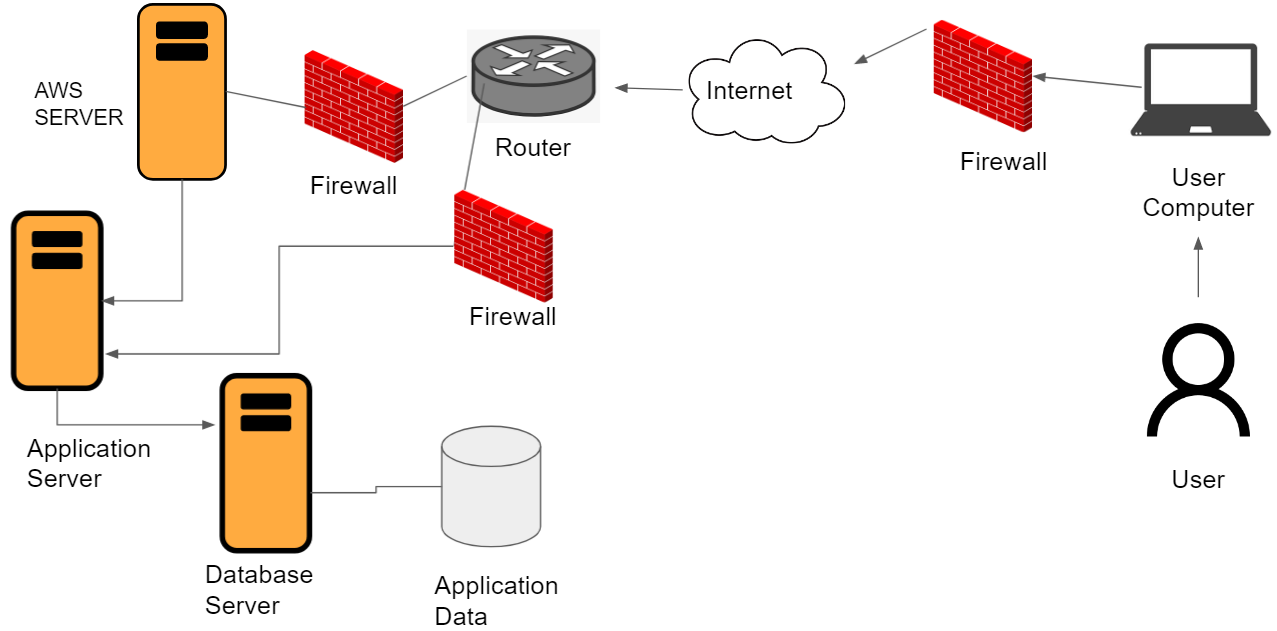 AWS
SERVER
Firewall
Router
Internet
Firewall
User
Computer
Firewall
Application
Server
User
Database
Server
Application
Data